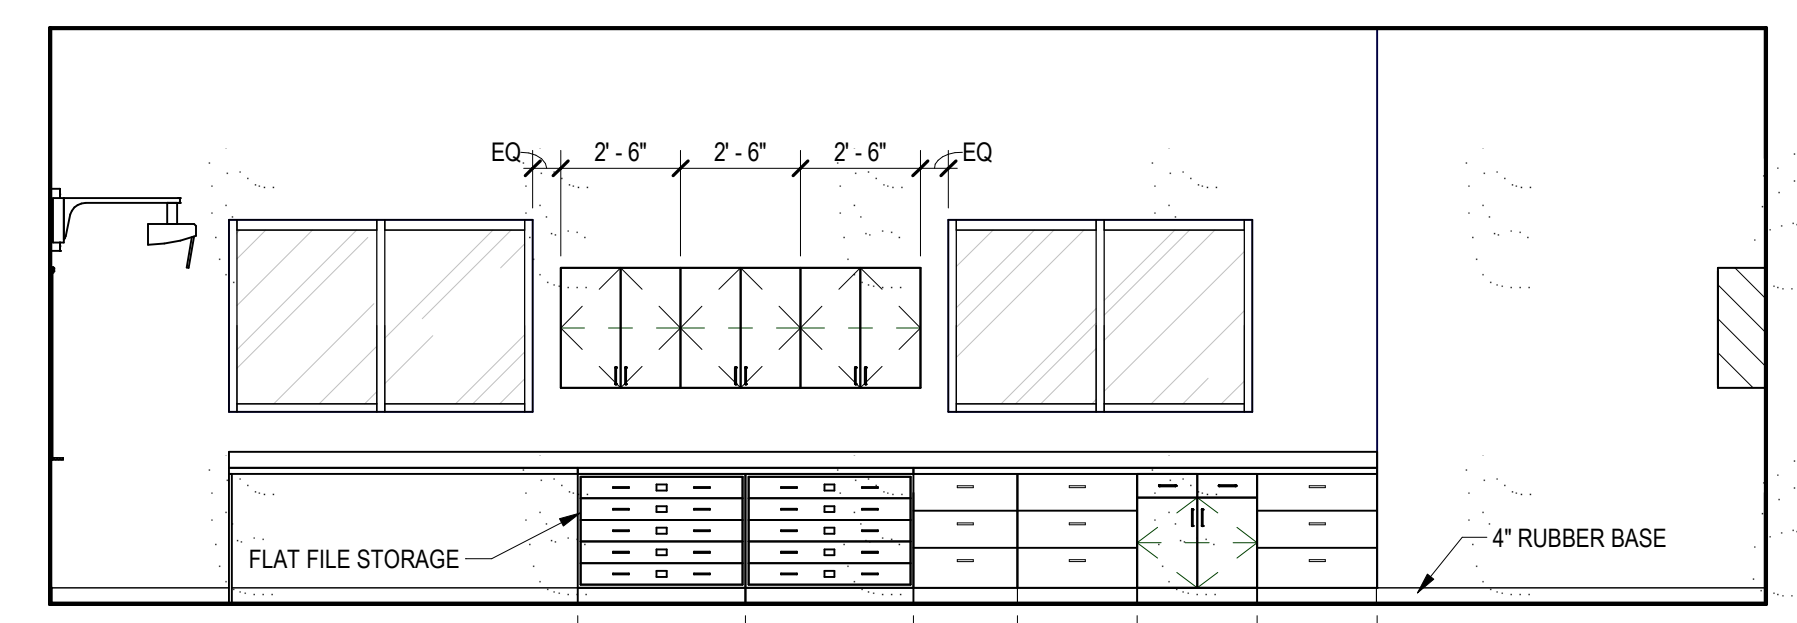 EQ 2' - 6" 2' - 6" 2' - 6" EQ
FLAT FILE STORAGE
4" RUBBER BASE